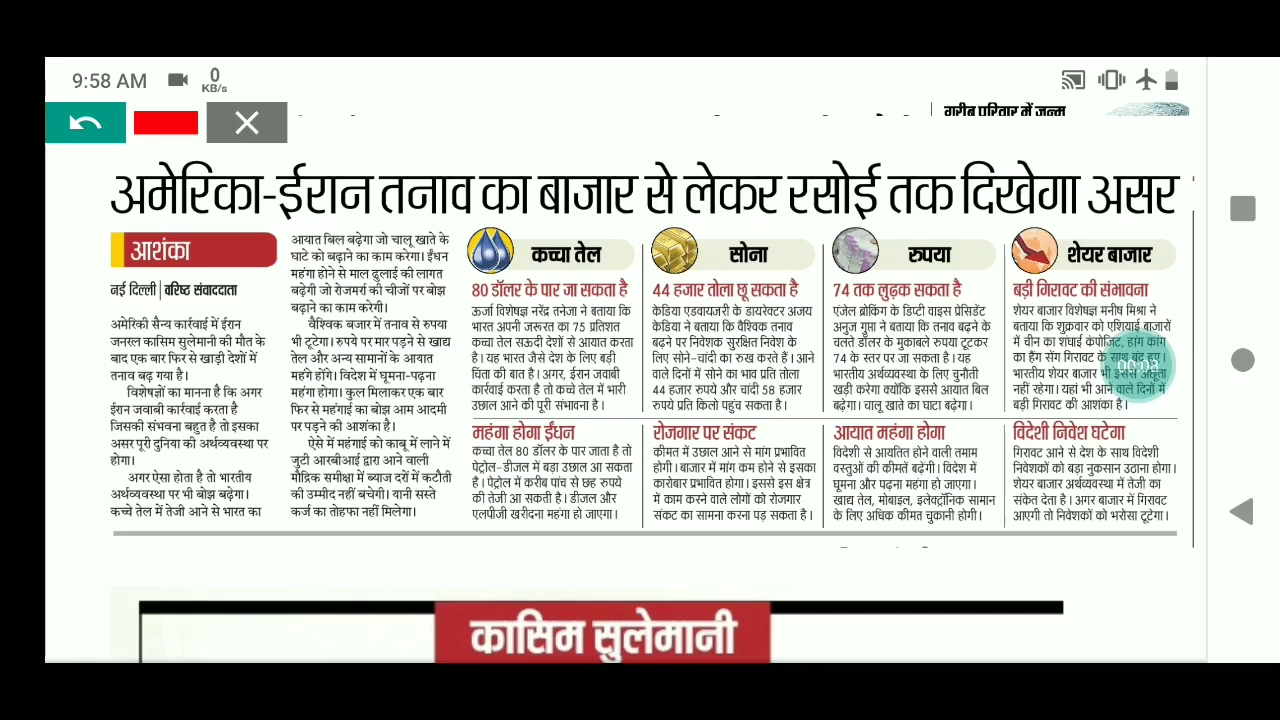 9:58 AM
0
KB/s
गरीब परिवार में जन्म
अमेरिका-ईरान तनाव का बाजार से लेकर रसोई तक दिखेगा असर
आशंका
नई दिल्ली | वरिष्ठ संवाददाता
अमेरिकी सैन्य कार्रवाई में ईरान
जनरल कासिम सुलेमानी की मौत के
बाद एक बार फिर से खाड़ी देशों में
तनाव बढ़ गया है।
विशेषज्ञों का मानना है कि अगर
ईरान जवाबी कार्रवाई करता है
जिसकी संभवना बहुत है तो इसका
असर पूरी दुनिया की अर्थव्यवस्था पर
होगा।
अगर ऐसा होता है तो भारतीय
अर्थव्यवस्था पर भी बोझ बढ़ेगा।
कच्चे तेल में तेजी आने से भारत का
आयात बिल बढ़ेगा जो चालू खाते के
घाटे को बढ़ाने का काम करेगा। ईंधन
महंगा होने से माल ढुलाई की लागत
बढ़ेगी जो रोजमर्रा की चीजों पर बोझ
बढ़ाने का काम करेगी।
वैश्विक बजार में तनाव से रुपया
भी टूटेगा। रुपये पर मार पड़ने से खाद्य
तेल और अन्य सामानों के आयात
महंगे होंगे। विदेश में घूमना-पढ़ना
महंगा होगा। कुल मिलाकर एक बार
फिर से महंगाई का बोझ आम आदमी
पर पड़ने की आशंका है।
ऐसे में महंगाई को काबू में लाने में
जुटी आरबीआई द्वारा आने वाली
मौद्रिक समीक्षा में ब्याज दरों में कटौती
की उम्मीद नहीं बचेगी। यानी सस्ते
कर्ज का तोहफा नहीं मिलेगा।
कच्चा तेल
80 डॉलर के पार जा सकता है
ऊर्जा विशेषज्ञ नरेंद्र तनेजा ने बताया कि
भारत अपनी जरूरत का 75 प्रतिशत
कच्चा तेल सऊदी देशों से आयात करता
है। यह भारत जैसे देश के लिए बड़ी
चिंता की बात है। अगर, ईरान जवाबी
कार्रवाई करता है तो कच्चे तेल में भारी
उछाल आने की पूरी संभावना है।
महंगा होगा ईंधन
कच्चा तेल 80 डॉलर के पार जाता है तो
पेट्रोल-डीजल में बड़ा उछाल आ सकता
है। पेट्रोल में करीब पांच से छह रुपये
की तेजी आ सकती है। डीजल और
एलपीजी खरीदना महंगा हो जाएगा।
सोना
44 हजार तोला छू सकता है
केडिया एडवायजरी के डायरेक्टर अजय
केडिया ने बताया कि वैश्विक तनाव
बढ़ने पर निवेशक सुरक्षित निवेश के
लिए सोने-चांदी का रुख करते हैं। आने
वाले दिनों में सोने का भाव प्रति तोला
44 हजार रुपये और चांदी 58 हजार
रुपये प्रति किलो पहुंच सकता है।
रोजगार पर संकट
कीमत में उछाल आने से मांग प्रभावित
होगी। बाजार में मांग कम होने से इसका
कारोबार प्रभावित होगा। इससे इस क्षेत्र
में काम करने वाले लोगों को रोजगार
संकट का सामना करना पड़ सकता है।
रुपया
74 तक लुढ़क सकता है
एंजेल ब्रोकिंग के डिप्टी वाइस प्रेसिडेंट
अनुज गुप्ता ने बताया कि तनाव बढ़ने के
चलते डॉलर के मुकाबले रुपया टूटकर
74 के स्तर पर जा सकता है। यह
भारतीय अर्थव्यवस्था के लिए चुनौती
खड़ी करेगा क्योंकि इससे आयात बिल
बढ़ेगा। चालू खाते का घाटा बढ़ेगा।
आयात महंगा होगा
विदेशी से आयतित होने वाली तमाम
वस्तुओं की कीमतें बढ़ेंगी। विदेश में
घूमना और पढ़ना महंगा हो जाएगा।
खाद्य तेल, मोबाइल, इलेक्ट्रॉनिक सामान
के लिए अधिक कीमत चुकानी होगी।
शेयर बाजार
बड़ी गिरावट की संभावना
शेयर बाजार विशेषज्ञ मनीष मिश्रा ने
बताया कि शुक्रवार को एशियाई बाजारों
में चीन का शंघाई कंपोजिट, हांग कांग
का हैंग सेंग गिरावट के साथ बंद हुए।
भारतीय शेयर बाजार भी इससे अछूता
नहीं रहेगा। यहां भी आने वाले दिनों में
बड़ी गिरावट की आशंका है।
00:03
विदेशी निवेश घटेगा
गिरावट आने से देश के साथ विदेशी
निवेशकों को बड़ा नुकसान उठाना होगा।
शेयर बाजार अर्थव्यवस्था में तेजी का
संकेत देता है। अगर बाजार में गिरावट
आएगी तो निवेशकों को भरोसा टूटेगा।
कासिम सुलेमानी